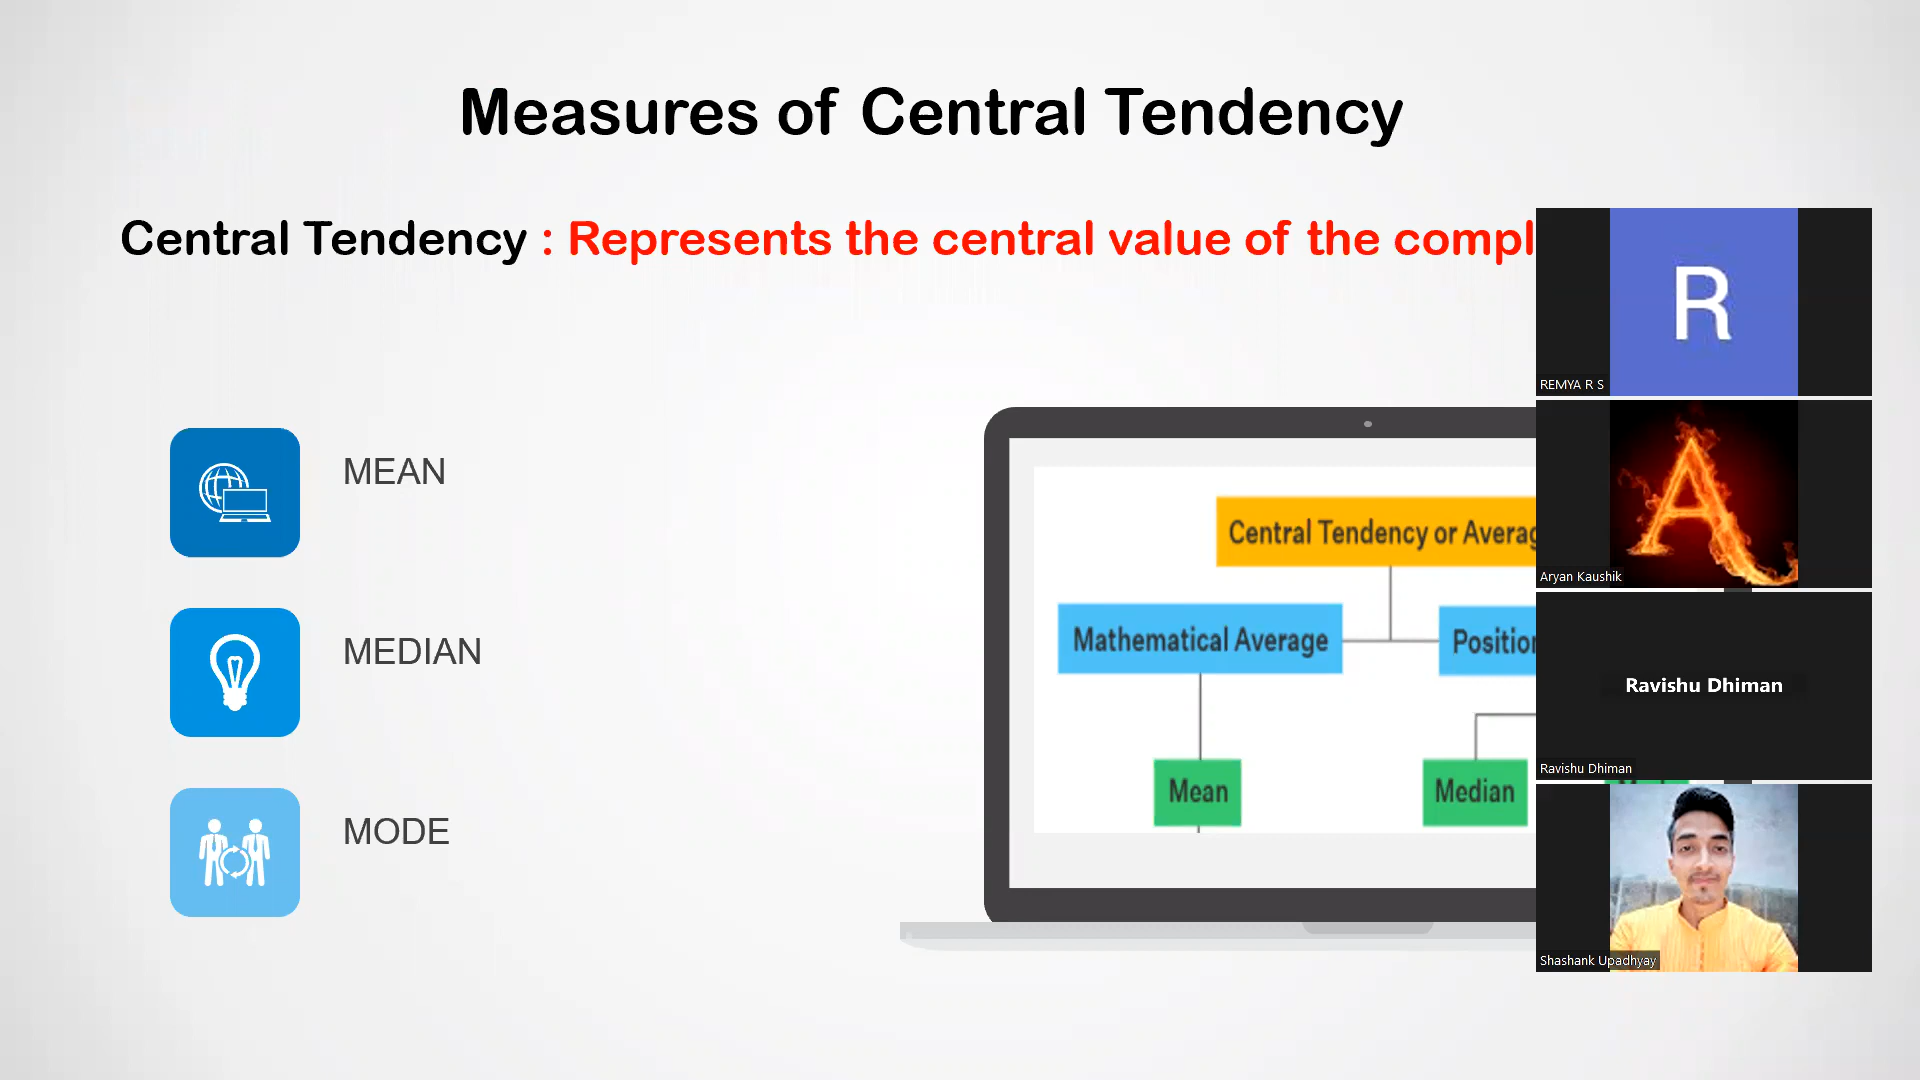 Measures of Central Tendency
Central Tendency : Represents the central value of the compl
MEAN
MEDIAN
MODE
Central Tendency or Averag
Mathematical Average
Position
Mean
Median
R
REMYA R S
A
Aryan Kaushik
Ravishu Dhiman
Ravishu Dhiman
Shashank Upadhyay